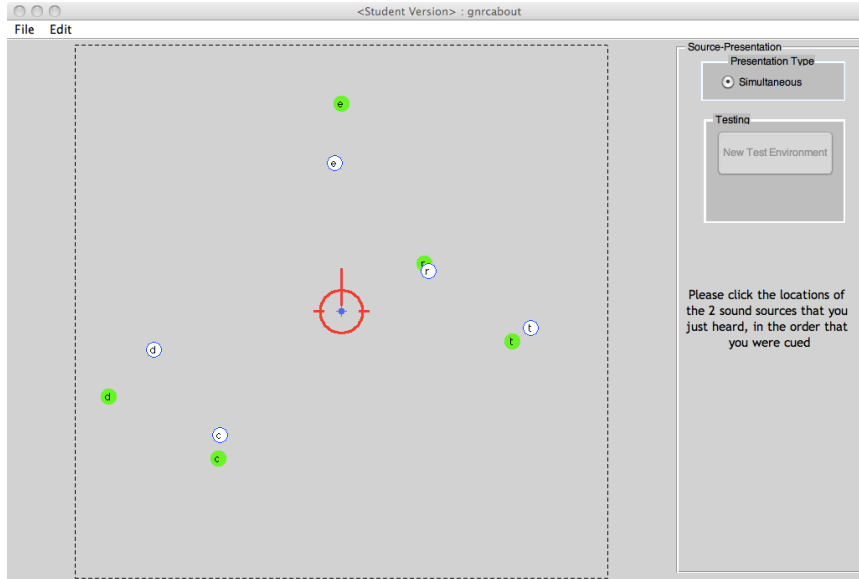 <Student Version> : gnrcabout
File Edit
Source-Presentation
Presentation Type
Simultaneous
Testing
New Test Environment
Please click the locations of
the 2 sound sources that you
just heard, in the order that
you were cued
e
e
r
r
t
t
d
d
c
c